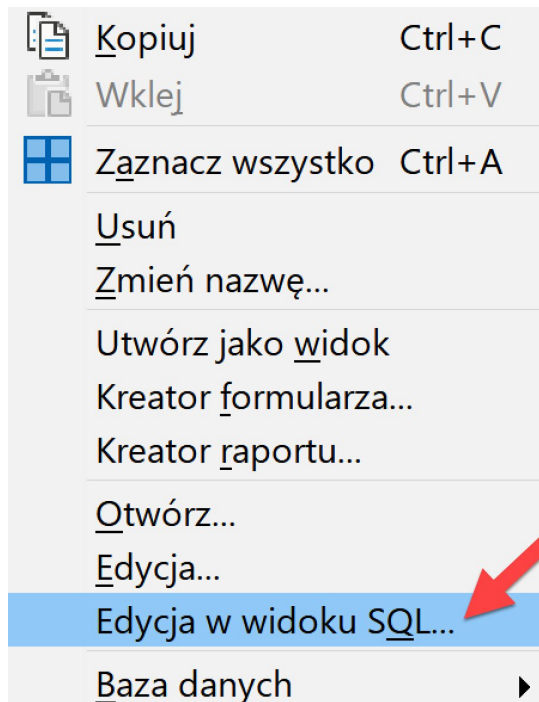 Kopiuj Ctrl+C
Wklej Ctrl+V
Zaznacz wszystko Ctrl+A
Usuń
Zmień nazwę...
Utwórz jako widok
Kreator formularza...
Kreator raportu...
Otwórz...
Edycja...
Edycja w widoku SQL...
Baza danych